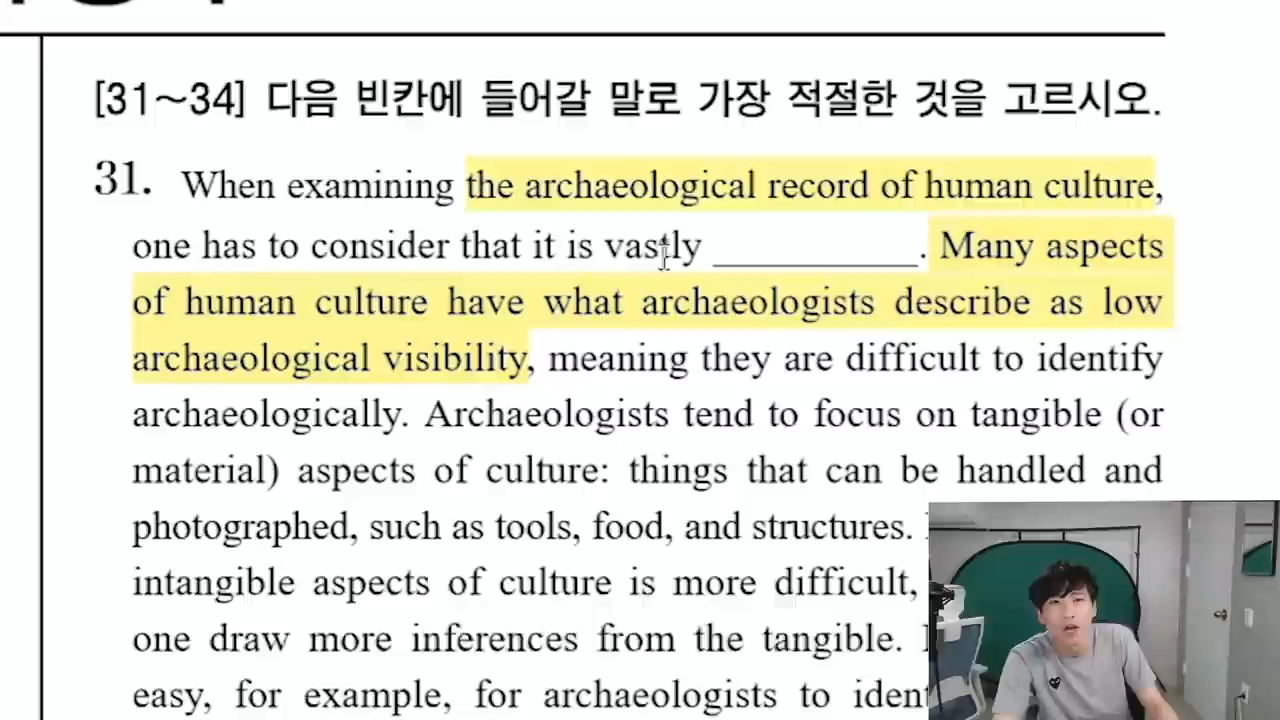 [31~34] 다음 빈칸에 들어갈 말로 가장 적절한 것을 고르시오.
31. When examining the archaeological record of human culture,
one has to consider that it is vastly ____________. Many aspects
of human culture have what archaeologists describe as low
archaeological visibility, meaning they are difficult to identify
archaeologically. Archaeologists tend to focus on tangible (or
material) aspects of culture: things that can be handled and
photographed, such as tools, food, and structures.
intangible aspects of culture is more difficult,
one draw more inferences from the tangible.
easy, for example, for archaeologists to